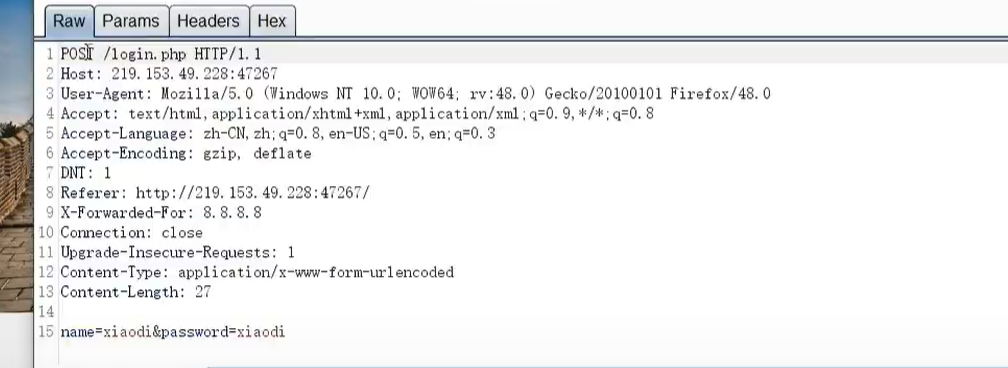 Raw Params Headers Hex
1 POST /login.php HTTP/1.1
2 Host: 219.153.49.228:47267
3 User-Agent: Mozilla/5.0 (Windows NT 10.0; WOW64; rv:48.0) Gecko/20100101 Firefox/48.0
4 Accept: text/html,application/xhtml+xml,application/xml;q=0.9,*/*;q=0.8
5 Accept-Language: zh-CN,zh;q=0.8,en-US;q=0.5,en;q=0.3
6 Accept-Encoding: gzip, deflate
7 DNT: 1
8 Referer: http://219.153.49.228:47267/
9 X-Forwarded-For: 8.8.8.8
10 Connection: close
11 Upgrade-Insecure-Requests: 1
12 Content-Type: application/x-www-form-urlencoded
13 Content-Length: 27
14
15 name=xiaodi&password=xiaodi